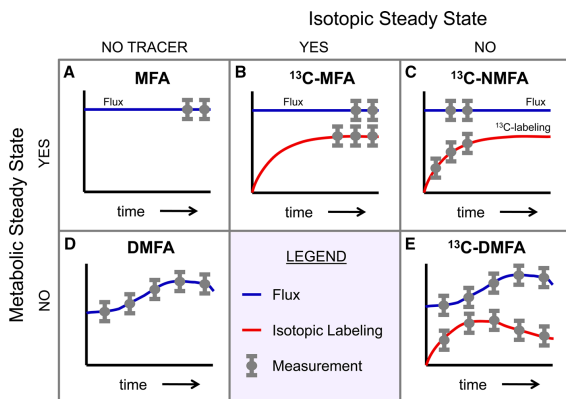 Isotopic Steady State
NO TRACER YES NO
Metabolic Steady State
YES
NO
A MFA
Flux
time
B ¹³C-MFA
Flux
time
C ¹³C-NMFA
Flux
¹³C-labeling
time
D DMFA
time
LEGEND
Flux
Isotopic Labeling
Measurement
E ¹³C-DMFA
time